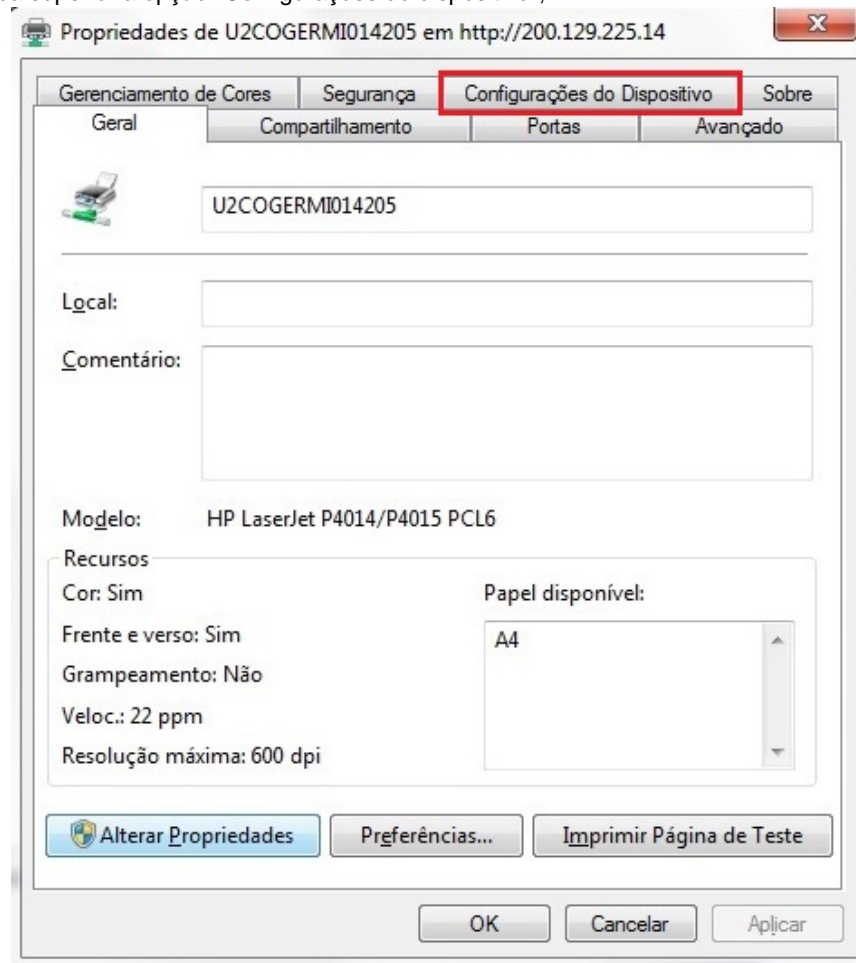 Propriedades de U2COGERMI014205 em http://200.129.225.14
Gerenciamento de Cores Segurança Configurações do Dispositivo Sobre
Geral Compartilhamento Portas Avançado
U2COGERMI014205
Local:
Comentário:
Modelo: HP LaserJet P4014/P4015 PCL6
Recursos
Cor: Sim Papel disponível:
Frente e verso: Sim A4
Grampeamento: Não
Veloc.: 22 ppm
Resolução máxima: 600 dpi
Alterar Propriedades Preferências... Imprimir Página de Teste
OK Cancelar Aplicar